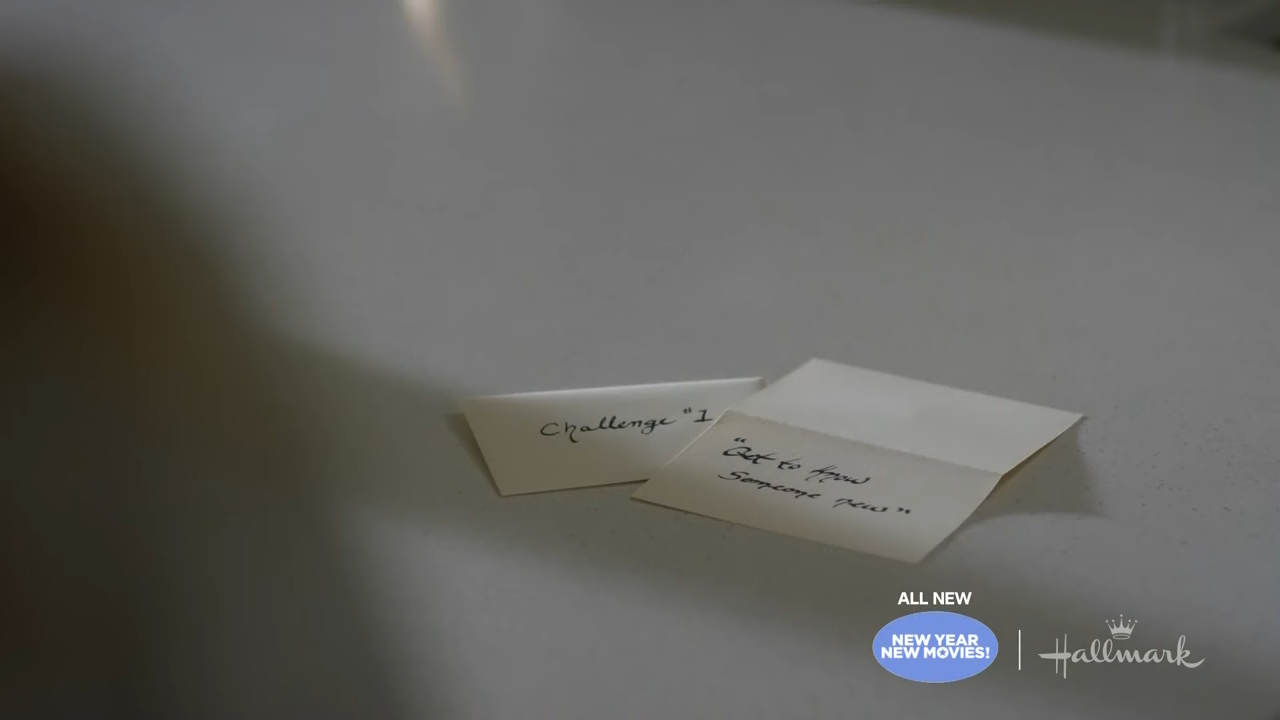 Challenge #1
"Get to know
Someone new"
ALL NEW
NEW YEAR
NEW MOVIES!
Hallmark